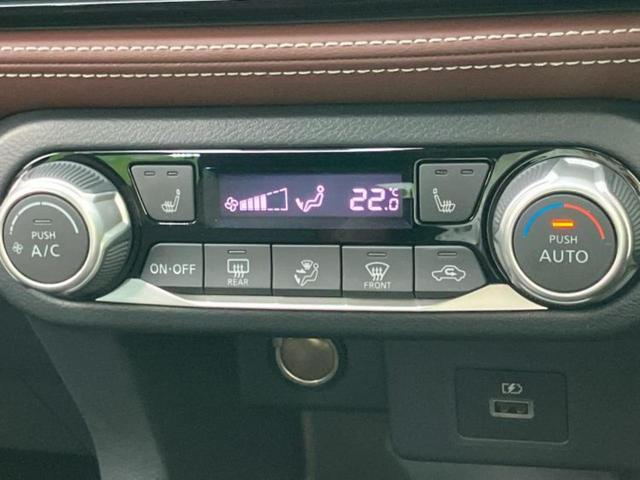 22.0 °C
PUSH
A/C
PUSH
AUTO
ON·OFF
REAR
FRONT